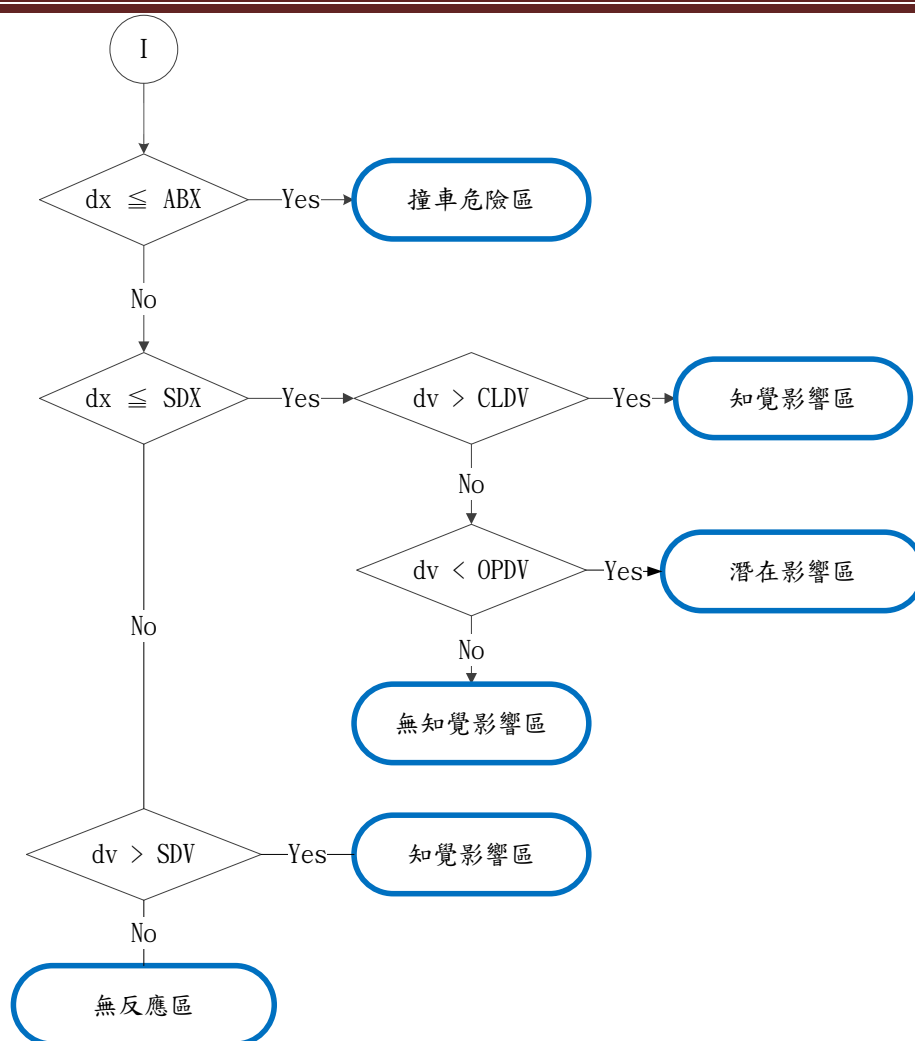 I
dx ≦ ABX
Yes
撞車危險區
No
dx ≦ SDX
Yes
dv > CLDV
Yes
知覺影響區
No
dv < OPDV
Yes
潛在影響區
No
No
無知覺影響區
dv > SDV
Yes
知覺影響區
No
無反應區